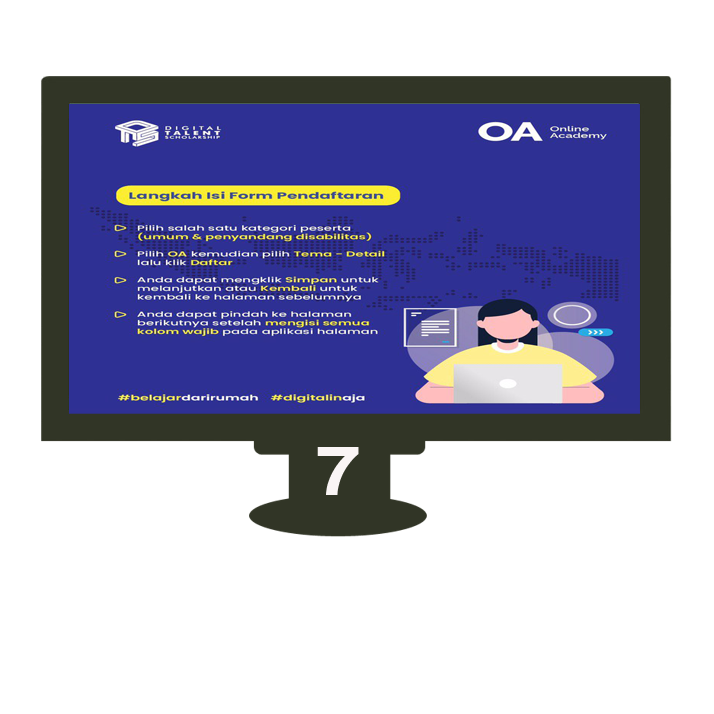 DIGITAL
TALENT
SCHOLARSHIP
OA Online
Academy
Langkah Isi Form Pendaftaran
Pilih salah satu kategori peserta
(umum & penyandang disabilitas)
Pilih OA kemudian pilih Tema - Detail
lalu klik Daftar
Anda dapat mengklik Simpan untuk
melanjutkan atau Kembali untuk
kembali ke halaman sebelumnya
Anda dapat pindah ke halaman
berikutnya setelah mengisi semua
kolom wajib pada aplikasi halaman
#belajardarirumah #digitalinaja
7